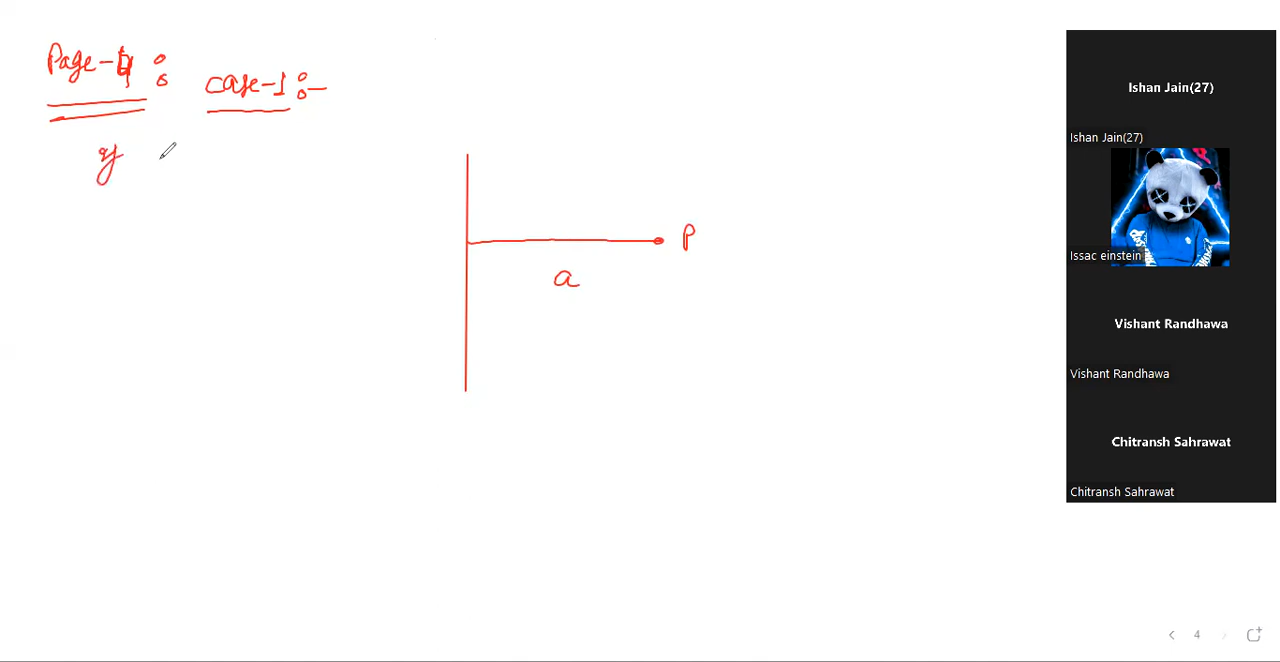 Page-4 :
case-1 :-
If
P
a
Ishan Jain(27)
Ishan Jain(27)
Issac einstein
Vishant Randhawa
Vishant Randhawa
Chitransh Sahrawat
Chitransh Sahrawat
4